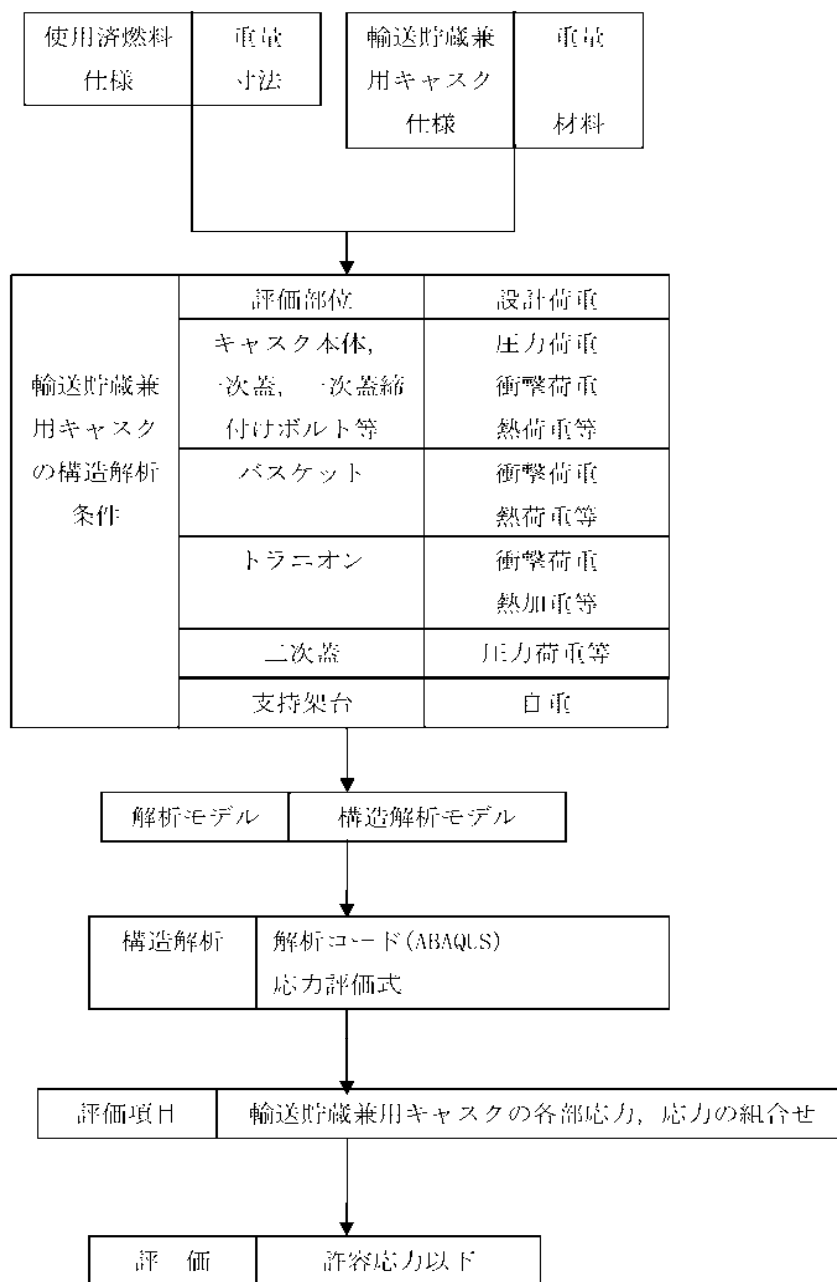 使用済燃料
仕様
重量
寸法
輸送貯蔵兼
用キャスク
仕様
重量
材料
輸送貯蔵兼
用キャスク
の構造解析
条件
評価部位
設計荷重
キャスク本体，
一次蓋，一次蓋締
付けボルト等
圧力荷重
衝撃荷重
熱荷重等
バスケット
衝撃荷重
熱荷重等
トラニオン
衝撃荷重
熱加重等
二次蓋
圧力荷重等
支持架台
自重
解析モデル
構造解析モデル
構造解析
解析コード(ABAQUS)
応力評価式
評価項目
輸送貯蔵兼用キャスクの各部応力，応力の組合せ
評　価
許容応力以下